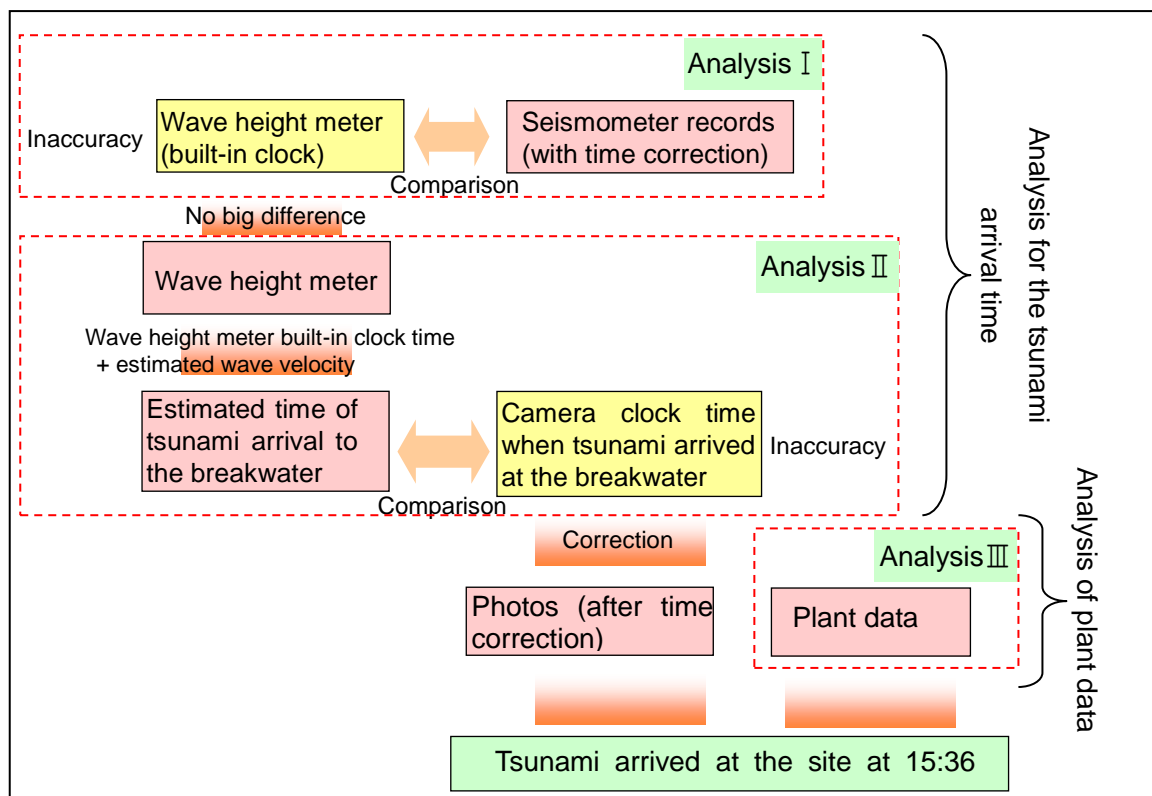 Analysis Ⅰ
Inaccuracy
Wave height meter
(built-in clock)
Seismometer records
(with time correction)
Comparison
No big difference
Analysis Ⅱ
Wave height meter
Wave height meter built-in clock time
+ estimated wave velocity
Estimated time of
tsunami arrival to
the breakwater
Camera clock time
when tsunami arrived
at the breakwater
Inaccuracy
Comparison
Analysis for the tsunami
arrival time
Correction
Analysis Ⅲ
Photos (after time
correction)
Plant data
Analysis of plant data
Tsunami arrived at the site at 15:36